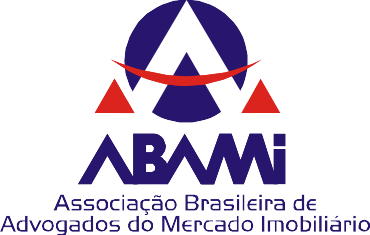 ABAMi
Associação Brasileira de
Advogados do Mercado Imobiliário